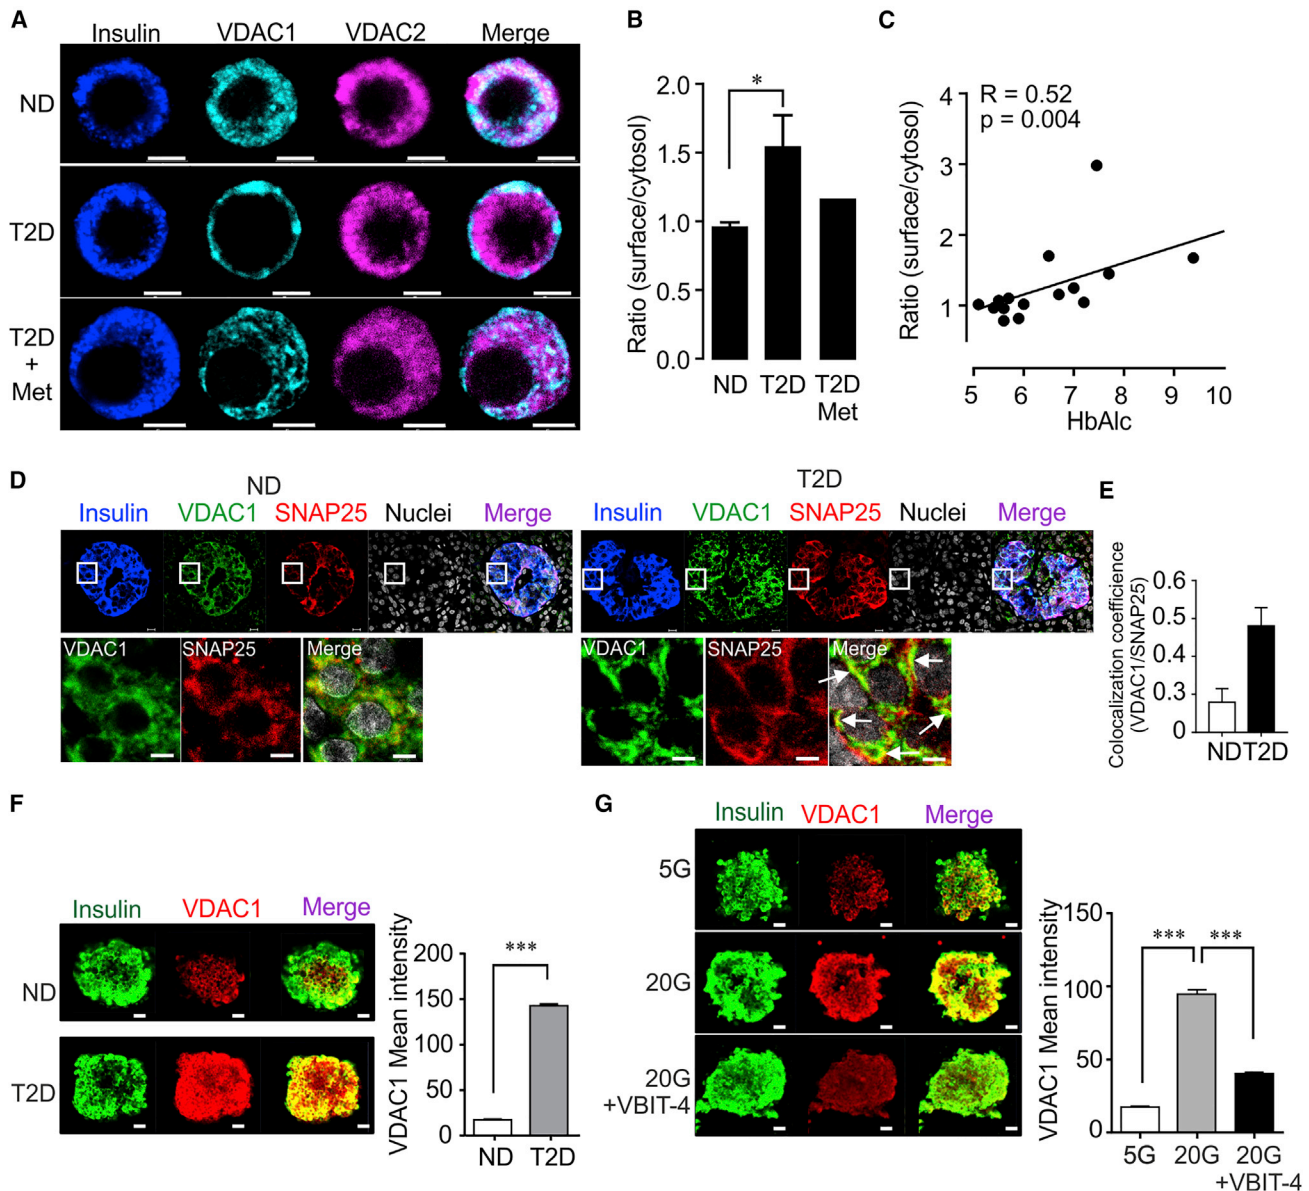 A
Insulin VDAC1 VDAC2 Merge
ND
T2D
T2D
+
Met
B
Ratio (surface/cytosol)
2.0
1.5
1.0
0.5
0.0
*
ND T2D T2D
Met
C
Ratio (surface/cytosol)
R = 0.52
p = 0.004
4
3
2
1
5 6 7 8 9 10
HbAlc
D
ND
Insulin VDAC1 SNAP25 Nuclei Merge
VDAC1 SNAP25 Merge
T2D
Insulin VDAC1 SNAP25 Nuclei Merge
VDAC1 SNAP25 Merge
E
Colocalization coefficience
(VDAC1/SNAP25)
0.6
0.5
0.3
0
ND T2D
F
Insulin VDAC1 Merge
ND
T2D
VDAC1 Mean intensity
200
150
100
50
0
***
ND T2D
G
Insulin VDAC1 Merge
5G
20G
20G
+VBIT-4
VDAC1 Mean intensity
150
100
50
0
*** ***
5G 20G 20G
+VBIT-4